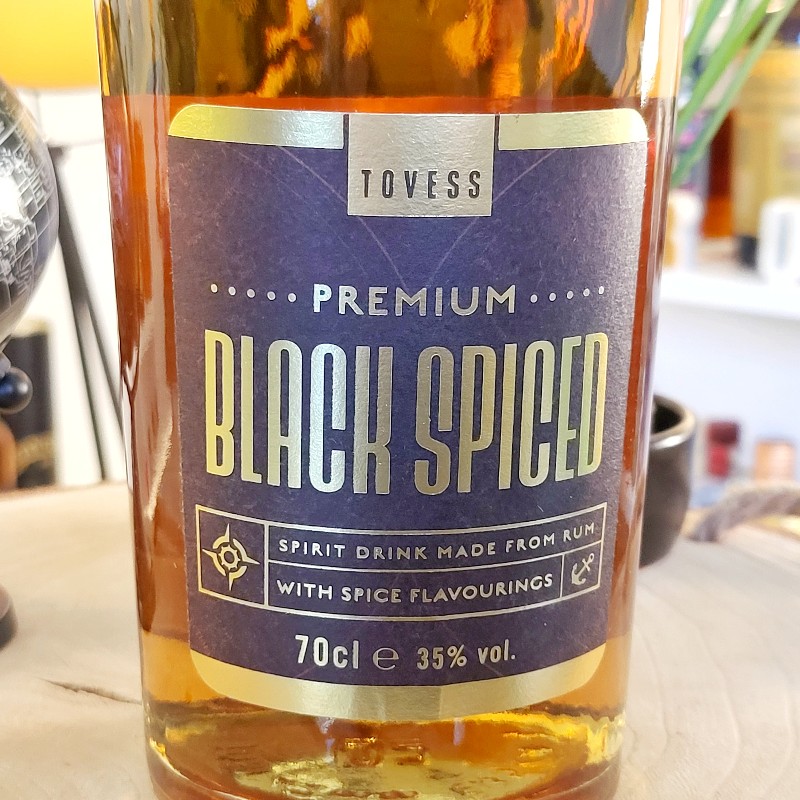 TOVESS
PREMIUM
BLACK SPICED
SPIRIT DRINK MADE FROM RUM
WITH SPICE FLAVOURINGS
70cl ℮ 35% vol.